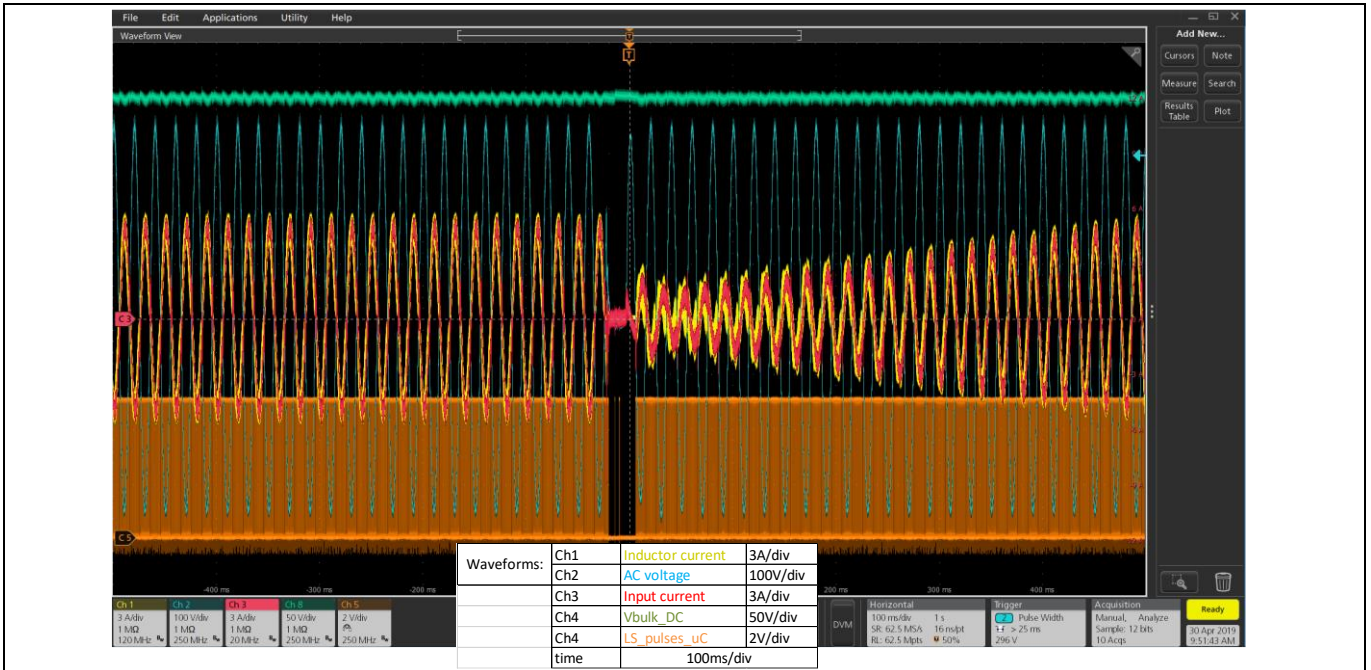 File Edit Applications Utility Help
Waveform View
Add New...
Cursors Note
Measure Search
Results Table Plot
T
T
C3
C5
6 A
-400 ms -300 ms -200 ms 200 ms 300 ms 400 ms
Waveforms: Ch1 Inductor current 3A/div
Ch2 AC voltage 100V/div
Ch3 Input current 3A/div
Ch4 Vbulk_DC 50V/div
Ch4 LS_pulses_uC 2V/div
time 100ms/div
Ch 1
3 A/div
1 MΩ
120 MHz
Ch 2
100 V/div
1 MΩ
250 MHz
Ch 3
3 A/div
1 MΩ
20 MHz
Ch 8
50 V/div
1 MΩ
250 MHz
Ch 5
2 V/div
250 MHz
DVM
Horizontal
100 ms/div 1 s
SR: 62.5 MS/s 16 ns/pt
RL: 62.5 Mpts 50%
Trigger
2 Pulse Width
> 25 ms
296 V
Acquisition
Manual, Analyze
Sample: 12 bits
10 Acqs
Ready
30 Apr 2019
9:51:43 AM